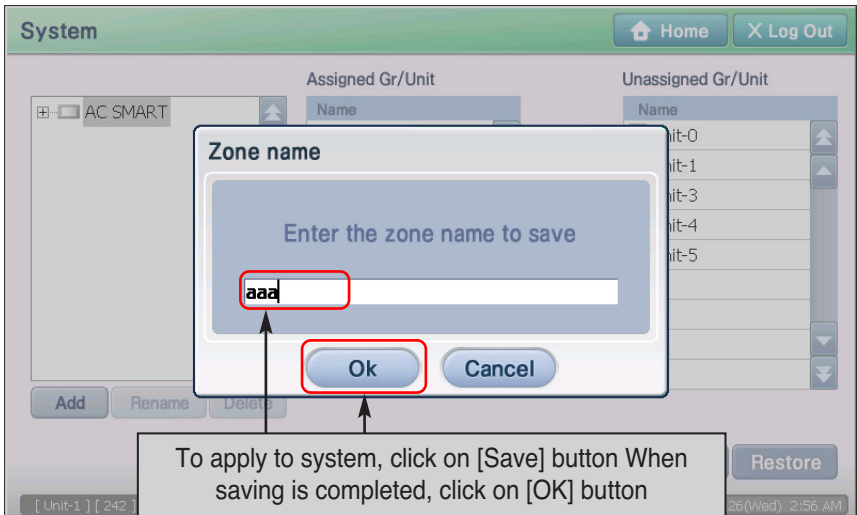 System
Home
X Log Out
Assigned Gr/Unit
Unassigned Gr/Unit
AC SMART
Name
Name
Zone name
Enter the zone name to save
aaa
Ok
Cancel
Add
Rename
Delete
Restore
To apply to system, click on [Save] button When
saving is completed, click on [OK] button
[ Unit-1 ] [ 242 ]
26(Wed) 2:56 AM